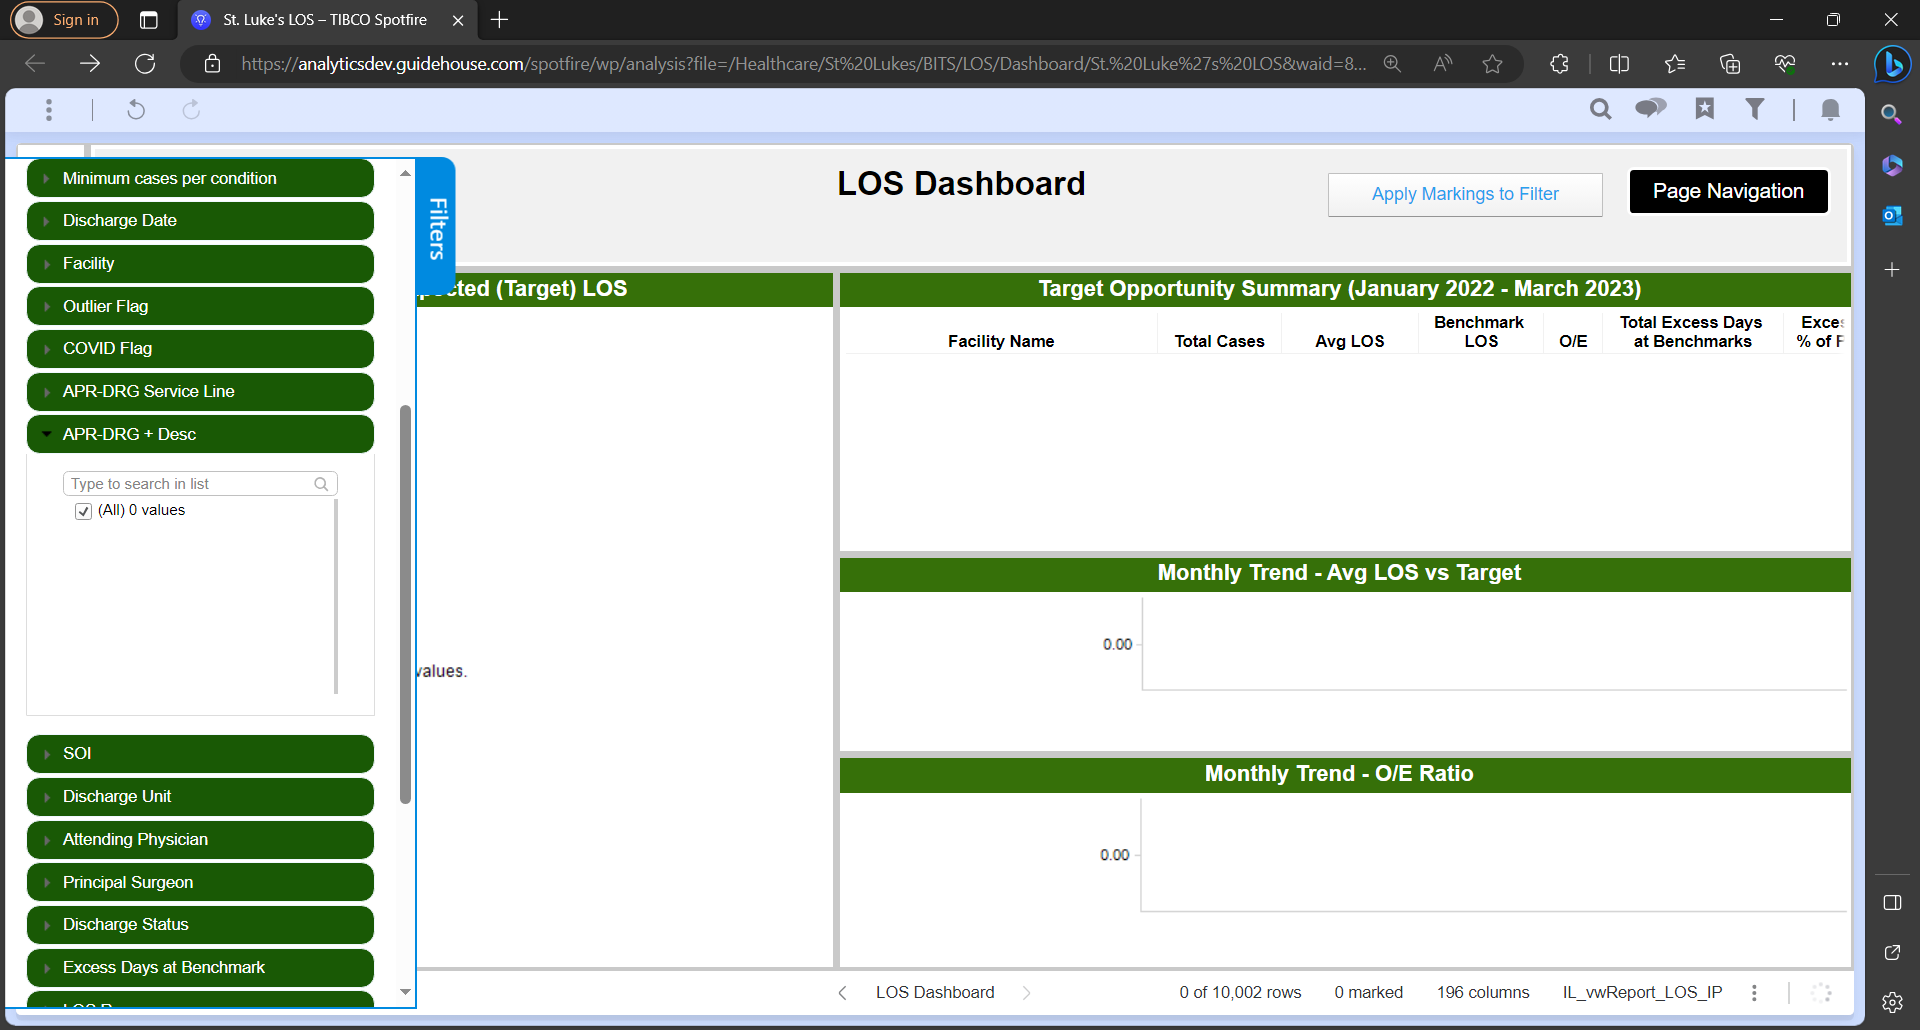 Sign in
St. Luke's LOS – TIBCO Spotfire
https://analyticsdev.guidehouse.com/spotfire/wp/analysis?file=/Healthcare/St%20Lukes/BITS/LOS/Dashboard/St.%20Luke%27s%20LOS&waid=8...
LOS Dashboard
Apply Markings to Filter
Page Navigation
Filters
Minimum cases per condition
Discharge Date
Facility
Outlier Flag
COVID Flag
APR-DRG Service Line
APR-DRG + Desc
Type to search in list
(All) 0 values
SOI
Discharge Unit
Attending Physician
Principal Surgeon
Discharge Status
Excess Days at Benchmark
(Target) LOS
values.
Target Opportunity Summary (January 2022 - March 2023)
Facility Name
Total Cases
Avg LOS
Benchmark
LOS
O/E
Total Excess Days
at Benchmarks
% of
Monthly Trend - Avg LOS vs Target
0.00
Monthly Trend - O/E Ratio
0.00
LOS Dashboard
0 of 10,002 rows
0 marked
196 columns
IL_vwReport_LOS_IP